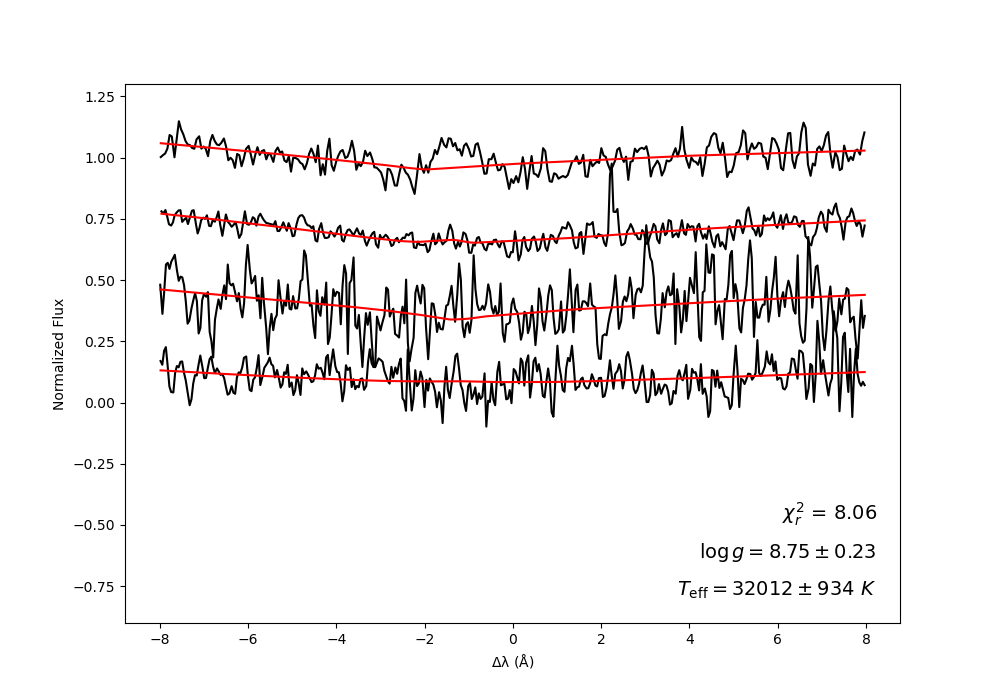 1.25
1.00
0.75
0.50
0.25
0.00
−0.25
−0.50
−0.75
Normalized Flux
χ²ᵣ = 8.06
log g = 8.75 ± 0.23
T_eff = 32012 ± 934 K
−8 −6 −4 −2 0 2 4 6 8
Δλ (Å)